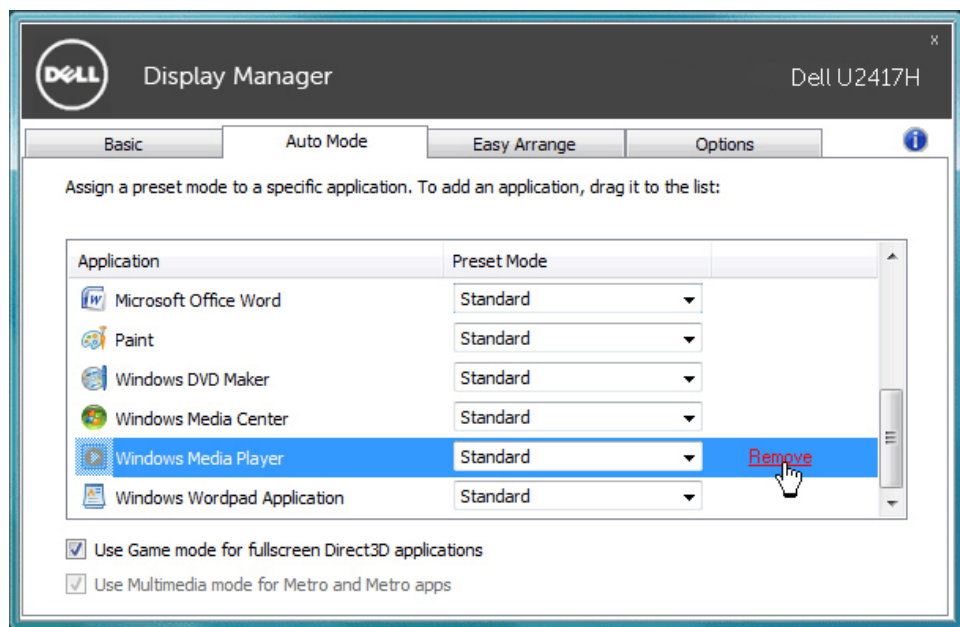 x
DELL
Display Manager
Dell U2417H
Basic Auto Mode Easy Arrange Options
Assign a preset mode to a specific application. To add an application, drag it to the list:
Application Preset Mode
Microsoft Office Word Standard
Paint Standard
Windows DVD Maker Standard
Windows Media Center Standard
Windows Media Player Standard Remove
Windows Wordpad Application Standard
Use Game mode for fullscreen Direct3D applications
Use Multimedia mode for Metro and Metro apps